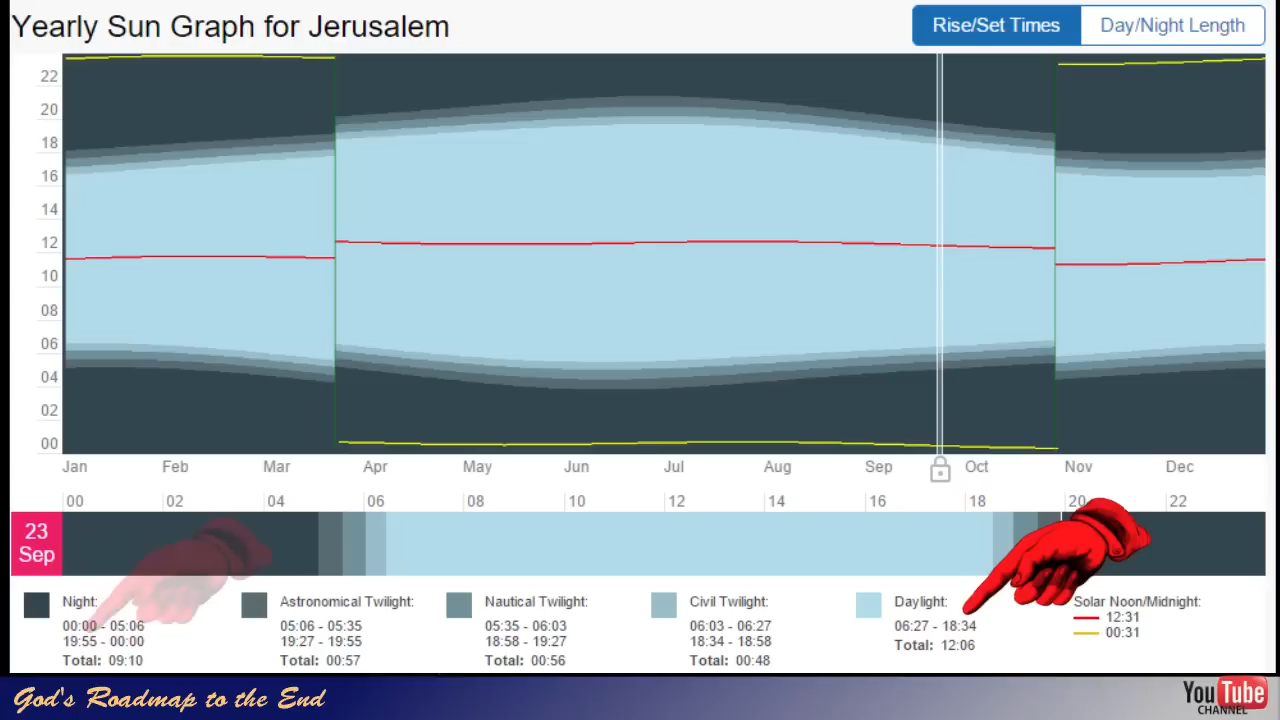 Yearly Sun Graph for Jerusalem
Rise/Set Times
Day/Night Length
22
20
18
16
14
12
10
08
06
04
02
00
Jan Feb Mar Apr May Jun Jul Aug Sep Oct Nov Dec
00 02 04 06 08 10 12 14 16 18 20 22
23
Sep
Night:
00:00 - 05:06
19:55 - 00:00
Total: 09:10
Astronomical Twilight:
05:06 - 05:35
19:27 - 19:55
Total: 00:57
Nautical Twilight:
05:35 - 06:03
18:58 - 19:27
Total: 00:56
Civil Twilight:
06:03 - 06:27
18:34 - 18:58
Total: 00:48
Daylight:
06:27 - 18:34
Total: 12:06
Solar Noon/Midnight:
12:31
00:31
God's Roadmap to the End
YouTube
CHANNEL